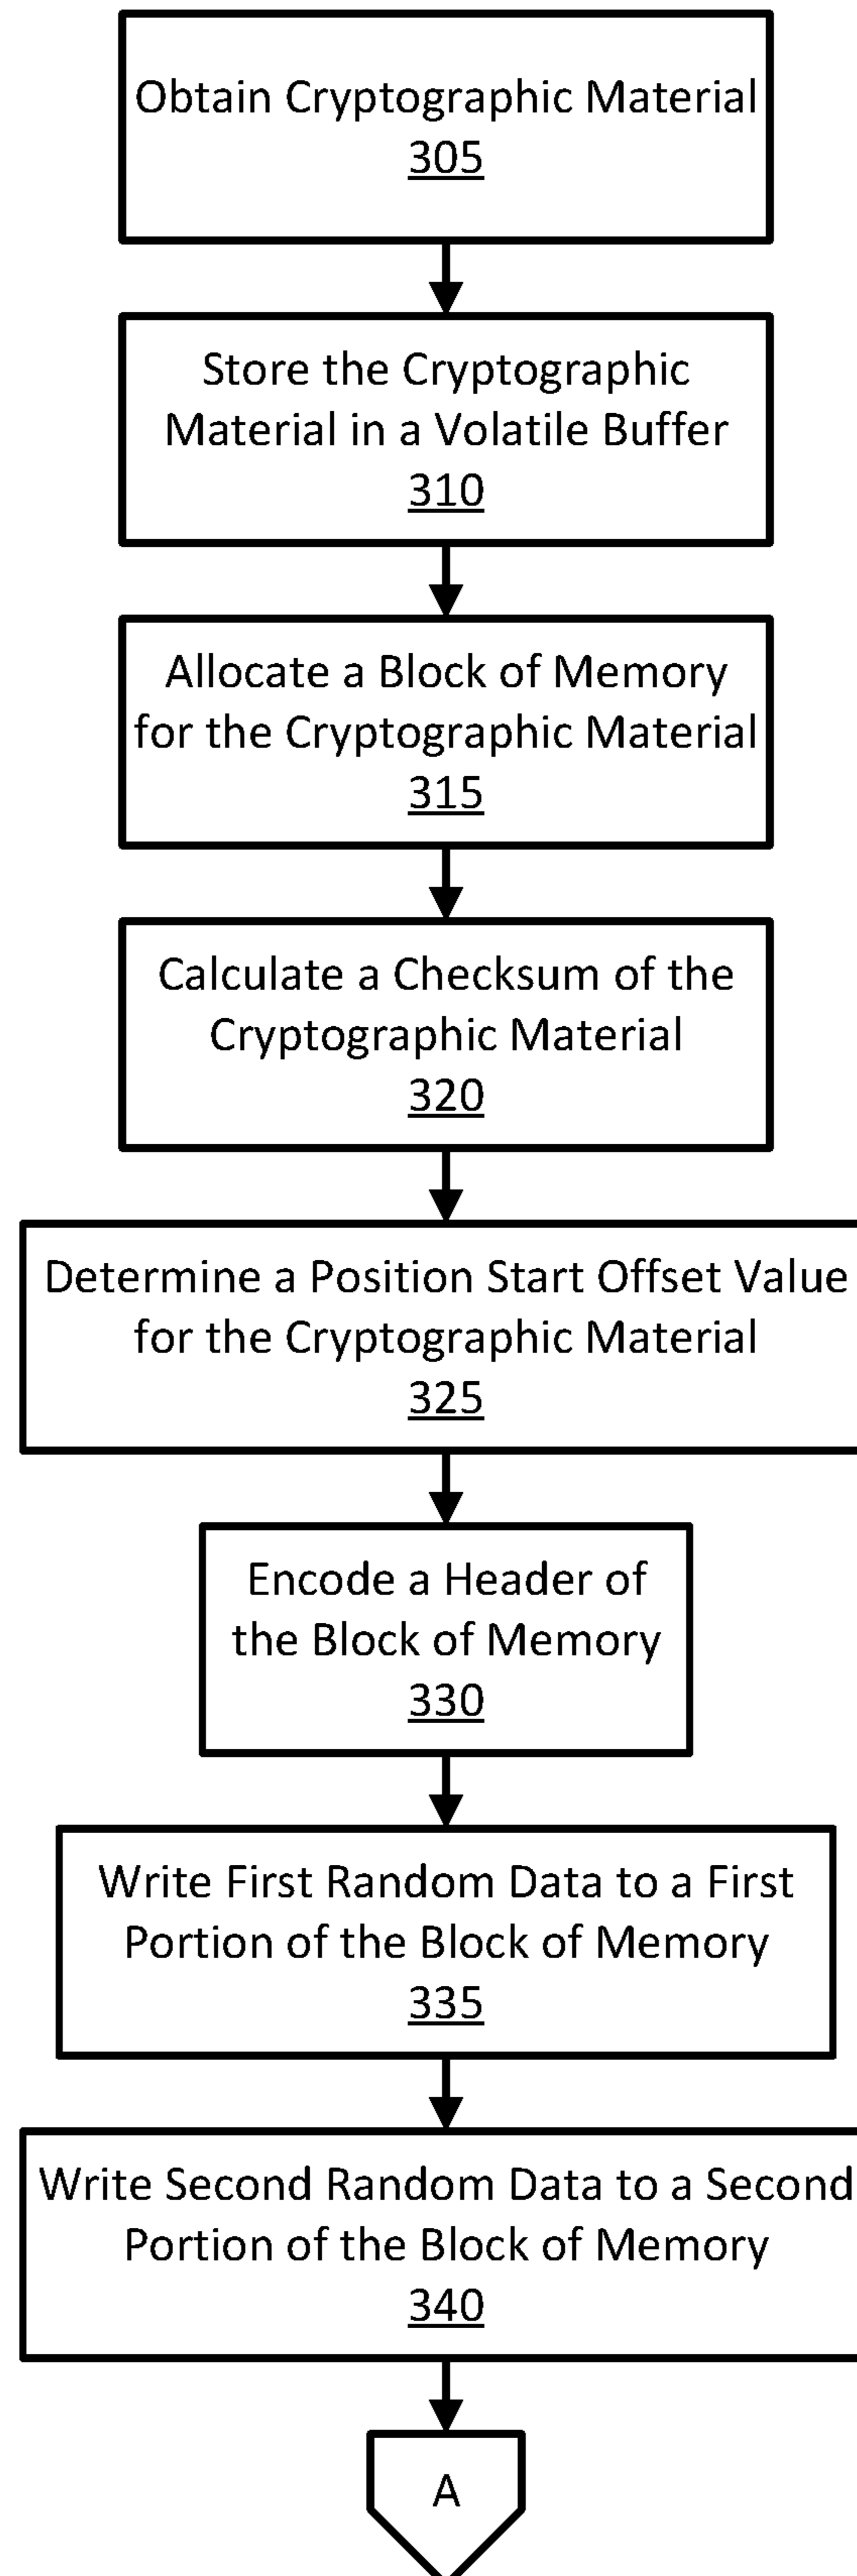 Obtain Cryptographic Material
305
Store the Cryptographic
Material in a Volatile Buffer
310
Allocate a Block of Memory
for the Cryptographic Material
315
Calculate a Checksum of the
Cryptographic Material
320
Determine a Position Start Offset Value
for the Cryptographic Material
325
Encode a Header of
the Block of Memory
330
Write First Random Data to a First
Portion of the Block of Memory
335
Write Second Random Data to a Second
Portion of the Block of Memory
340
A